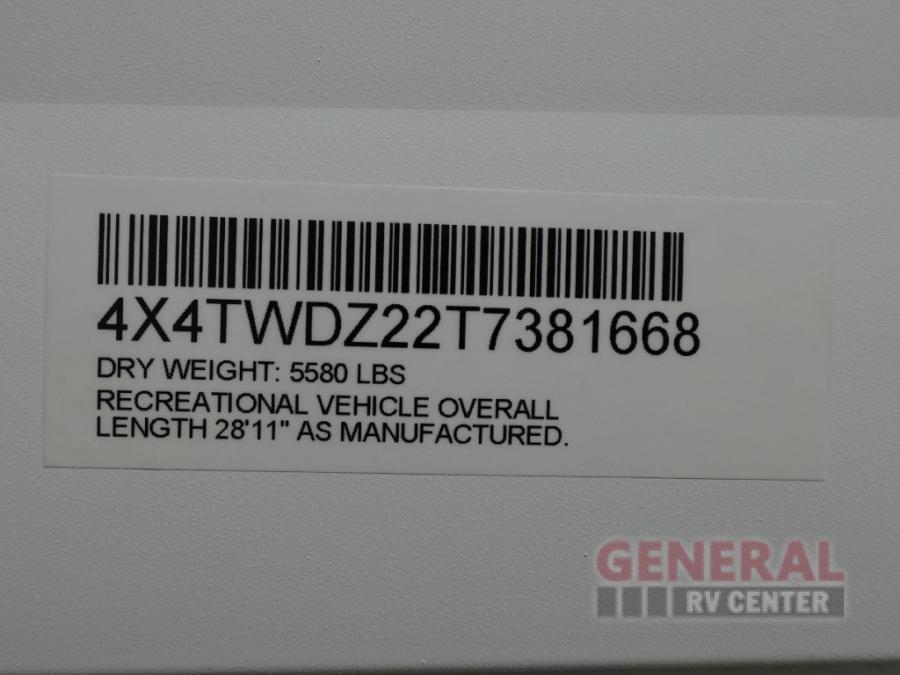 4X4TWDZ22T7381668
DRY WEIGHT: 5580 LBS
RECREATIONAL VEHICLE OVERALL
LENGTH 28'11" AS MANUFACTURED.
GENERAL
RV CENTER